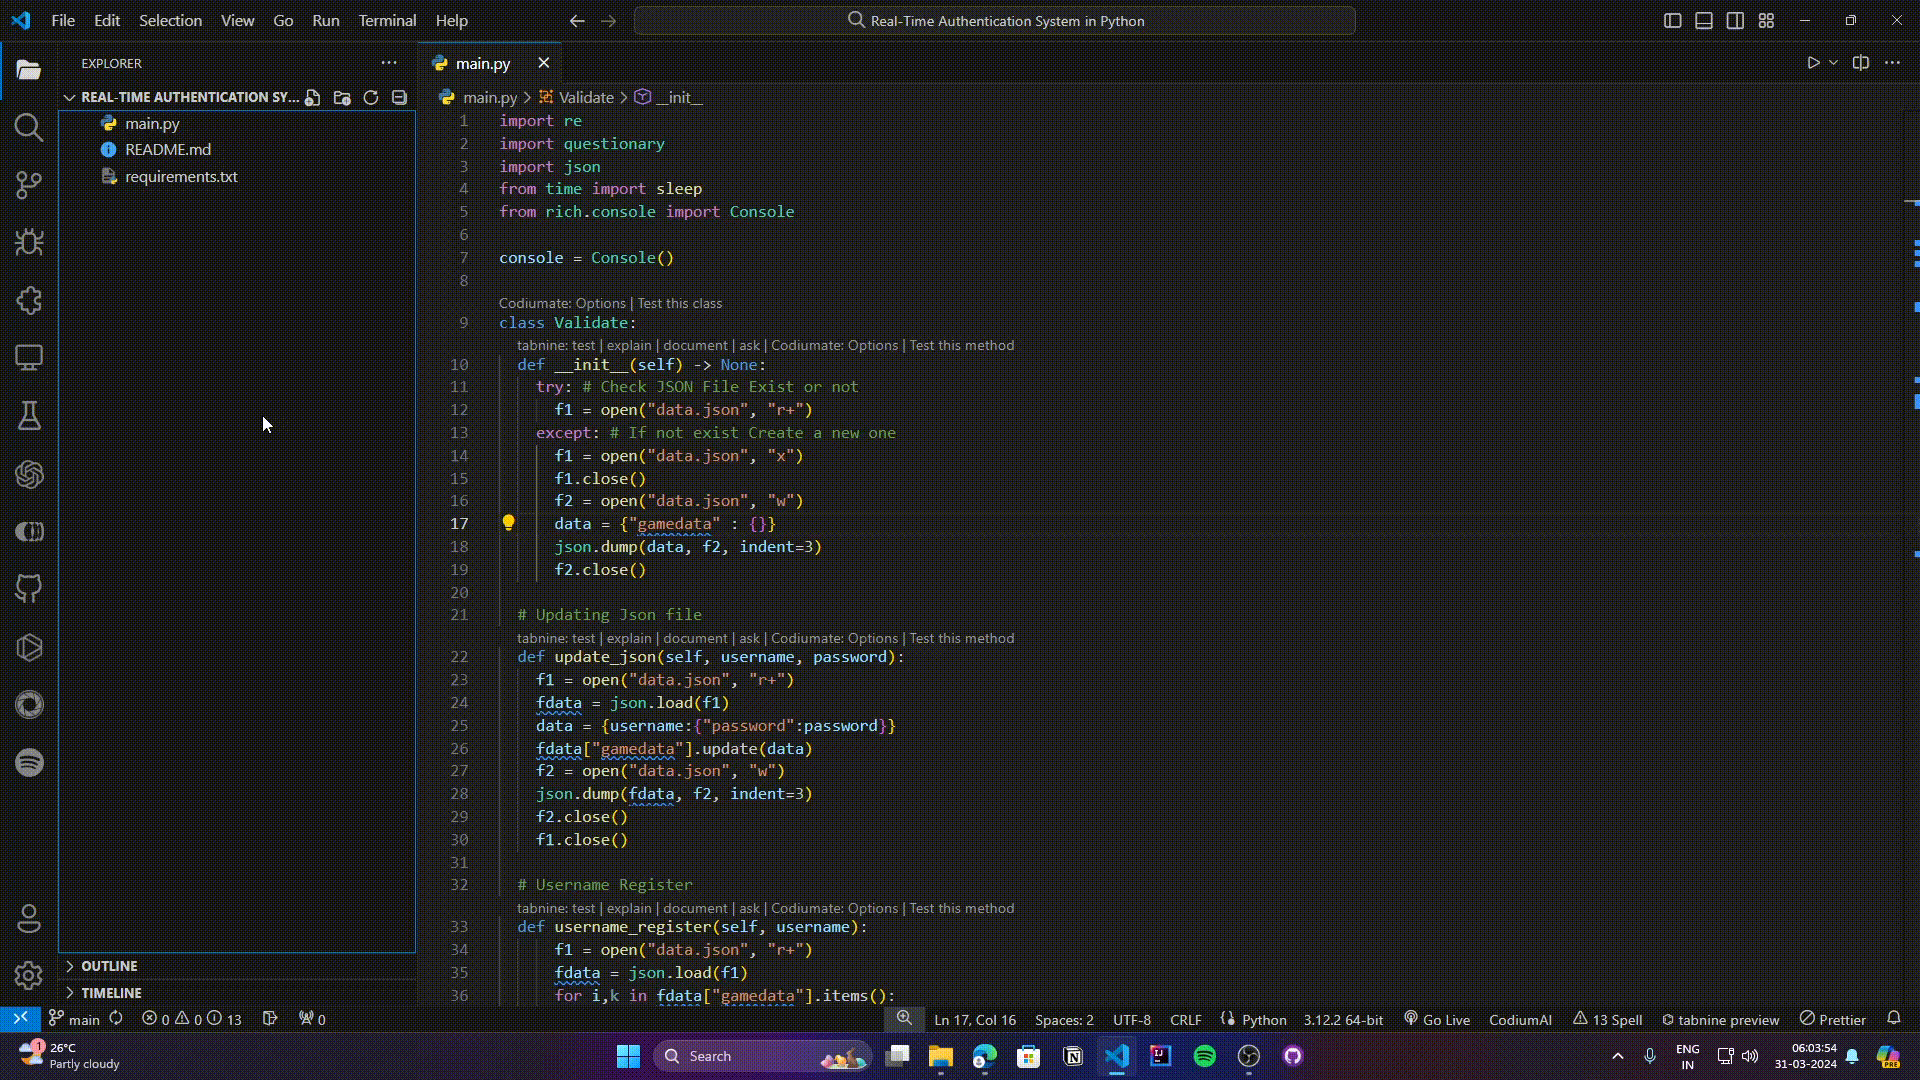 File Edit Selection View Go Run Terminal Help
Real-Time Authentication System in Python
EXPLORER
REAL-TIME AUTHENTICATION SY...
main.py
README.md
requirements.txt
OUTLINE
TIMELINE
main.py
main.py > Validate > __init__
1 import re
2 import questionary
3 import json
4 from time import sleep
5 from rich.console import Console
6
7 console = Console()
8
Codiumate: Options | Test this class
9 class Validate:
tabnine: test | explain | document | ask | Codiumate: Options | Test this method
10 def __init__(self) -> None:
11 try: # Check JSON File Exist or not
12 f1 = open("data.json", "r+")
13 except: # If not exist Create a new one
14 f1 = open("data.json", "x")
15 f1.close()
16 f2 = open("data.json", "w")
17 data = {"gamedata" : {}}
18 json.dump(data, f2, indent=3)
19 f2.close()
20
21 # Updating Json file
tabnine: test | explain | document | ask | Codiumate: Options | Test this method
22 def update_json(self, username, password):
23 f1 = open("data.json", "r+")
24 fdata = json.load(f1)
25 data = {username:{"password":password}}
26 fdata["gamedata"].update(data)
27 f2 = open("data.json", "w")
28 json.dump(fdata, f2, indent=3)
29 f2.close()
30 f1.close()
31
32 # Username Register
tabnine: test | explain | document | ask | Codiumate: Options | Test this method
33 def username_register(self, username):
34 f1 = open("data.json", "r+")
35 fdata = json.load(f1)
36 for i,k in fdata["gamedata"].items():
main 0 0 13 0 Ln 17, Col 16 Spaces: 2 UTF-8 CRLF Python 3.12.2 64-bit Go Live CodiumAI 13 Spell tabnine preview Prettier
1
26°C
Partly cloudy
Search
ENG
IN
06:03:54
31-03-2024
PRE